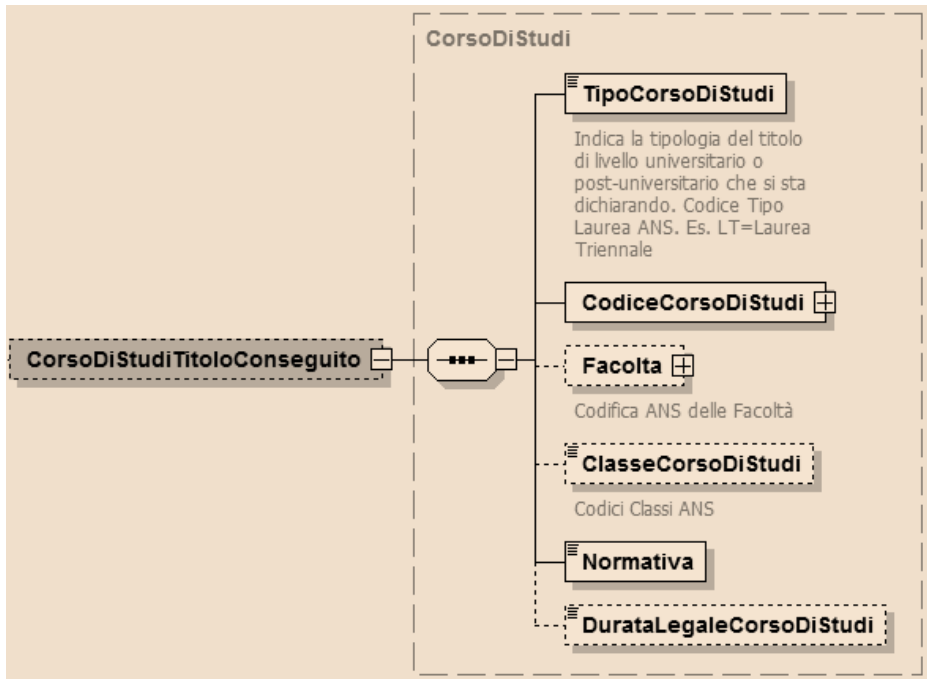 CorsoDiStudi
TipoCorsoDiStudi
Indica la tipologia del titolo
di livello universitario o
post-universitario che si sta
dichiarando. Codice Tipo
Laurea ANS. Es. LT=Laurea
Triennale
CodiceCorsoDiStudi
CorsoDiStudiTitoloConseguito
Facolta
Codifica ANS delle Facoltà
ClasseCorsoDiStudi
Codici Classi ANS
Normativa
DurataLegaleCorsoDiStudi